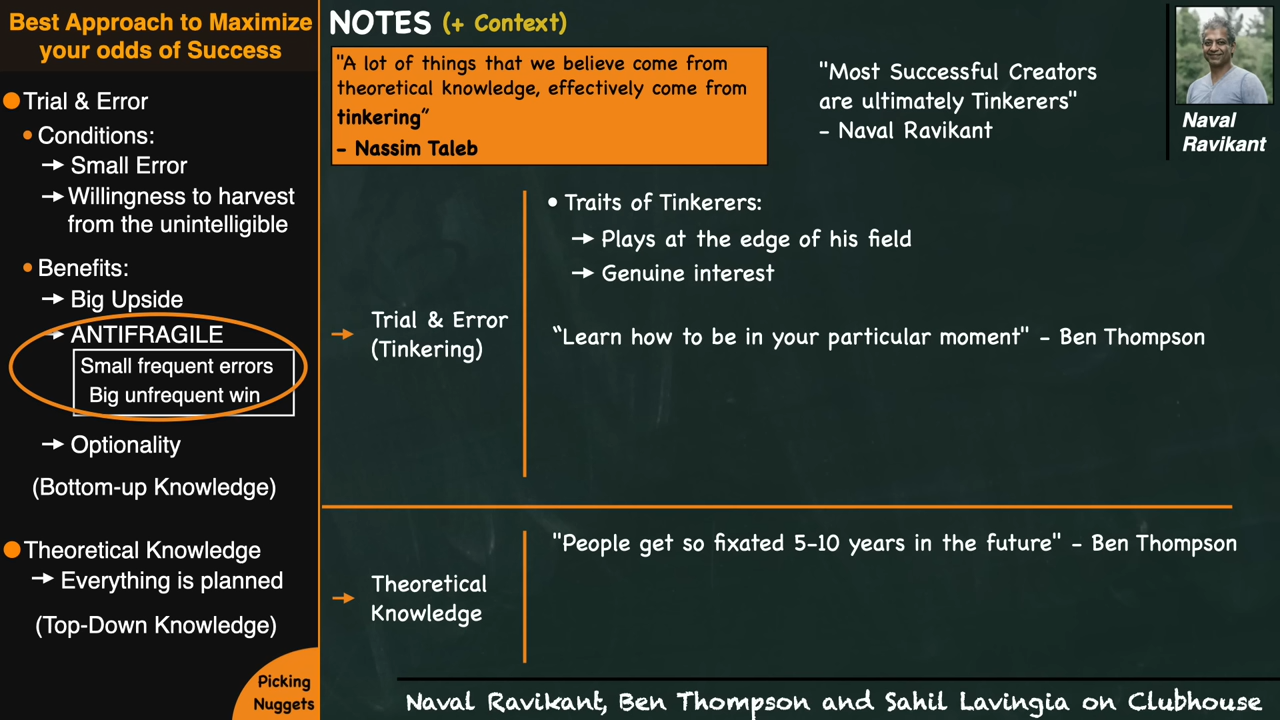 Best Approach to Maximize
your odds of Success
Trial & Error
Conditions:
→ Small Error
→ Willingness to harvest
from the unintelligible
Benefits:
→ Big Upside
→ ANTIFRAGILE
Small frequent errors
Big unfrequent win
→ Optionality
(Bottom-up Knowledge)
Theoretical Knowledge
→ Everything is planned
(Top-Down Knowledge)
Picking
Nuggets
NOTES (+ Context)
"A lot of things that we believe come from
theoretical knowledge, effectively come from
tinkering”
- Nassim Taleb
"Most Successful Creators
are ultimately Tinkerers"
- Naval Ravikant
Naval
Ravikant
→ Trial & Error
(Tinkering)
• Traits of Tinkerers:
→ Plays at the edge of his field
→ Genuine interest
“Learn how to be in your particular moment" - Ben Thompson
→ Theoretical
Knowledge
"People get so fixated 5-10 years in the future" - Ben Thompson
Naval Ravikant, Ben Thompson and Sahil Lavingia on Clubhouse